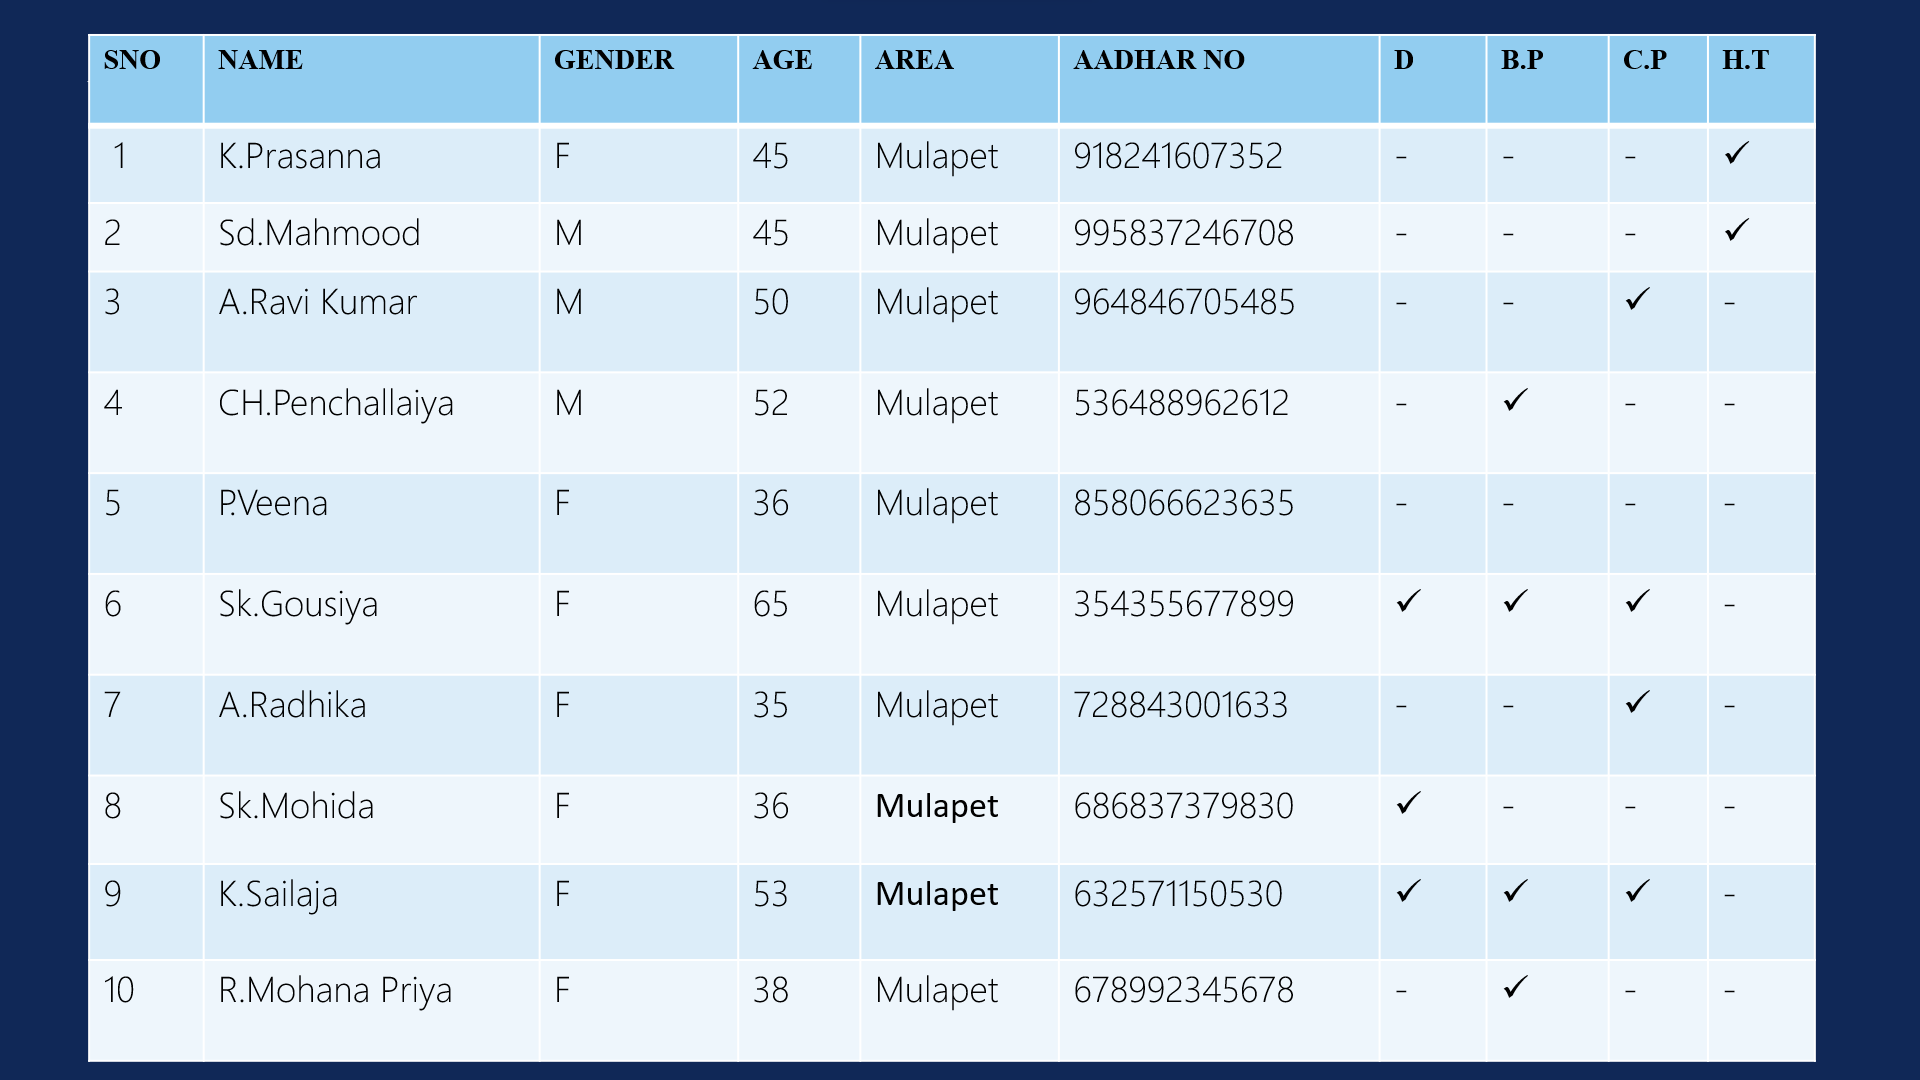 SNO NAME GENDER AGE AREA AADHAR NO D B.P C.P H.T
1 K.Prasanna F 45 Mulapet 918241607352 - - - ✓
2 Sd.Mahmood M 45 Mulapet 995837246708 - - - ✓
3 A.Ravi Kumar M 50 Mulapet 964846705485 - - ✓ -
4 CH.Penchallaiya M 52 Mulapet 536488962612 - ✓ - -
5 P.Veena F 36 Mulapet 858066623635 - - - -
6 Sk.Gousiya F 65 Mulapet 354355677899 ✓ ✓ ✓ -
7 A.Radhika F 35 Mulapet 728843001633 - - ✓ -
8 Sk.Mohida F 36 Mulapet 686837379830 ✓ - - -
9 K.Sailaja F 53 Mulapet 632571150530 ✓ ✓ ✓ -
10 R.Mohana Priya F 38 Mulapet 678992345678 - ✓ - -